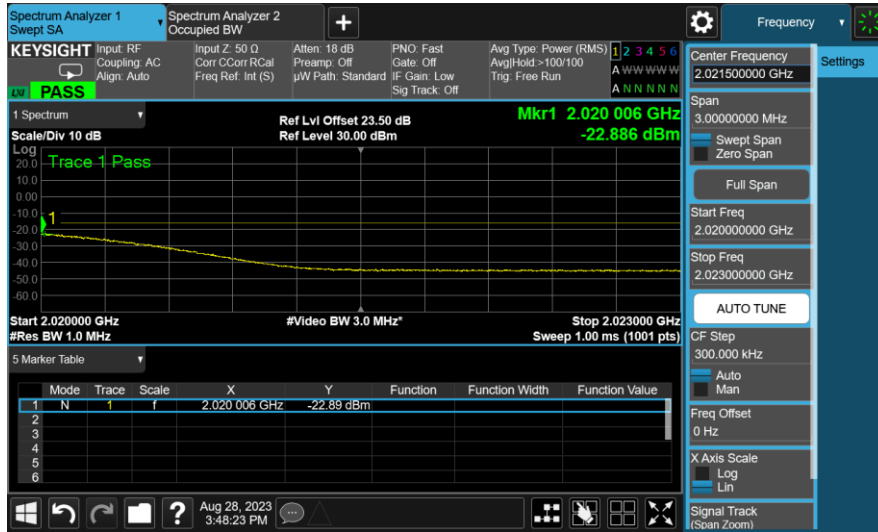 Spectrum Analyzer 1
Swept SA
Spectrum Analyzer 2
Occupied BW
+
Frequency
KEYSIGHT
Input: RF
Coupling: AC
Align: Auto
Input Z: 50 Ω
Corr CCorr RCal
Freq Ref: Int (S)
Atten: 18 dB
Preamp: Off
µW Path: Standard
PNO: Fast
Gate: Off
IF Gain: Low
Sig Track: Off
Avg Type: Power (RMS)
Avg|Hold:>100/100
Trig: Free Run
1 2 3 4 5 6
A W W W W W
A N N N N N
LXI PASS
1 Spectrum
Scale/Div 10 dB
Ref Lvl Offset 23.50 dB
Ref Level 30.00 dBm
Mkr1 2.020 006 GHz
-22.886 dBm
Log
Trace 1 Pass
20.0
10.0
0.00
-10.0
1
-20.0
-30.0
-40.0
-50.0
-60.0
Start 2.020000 GHz
#Video BW 3.0 MHz*
Stop 2.023000 GHz
#Res BW 1.0 MHz
Sweep 1.00 ms (1001 pts)
5 Marker Table
Mode Trace Scale X Y Function Function Width Function Value
1 N 1 f 2.020 006 GHz -22.89 dBm
2
3
4
5
6
Aug 28, 2023
3:48:23 PM
Center Frequency
2.021500000 GHz
Settings
Span
3.00000000 MHz
Swept Span
Zero Span
Full Span
Start Freq
2.020000000 GHz
Stop Freq
2.023000000 GHz
AUTO TUNE
CF Step
300.000 kHz
Auto
Man
Freq Offset
0 Hz
X Axis Scale
Log
Lin
Signal Track
(Span Zoom)